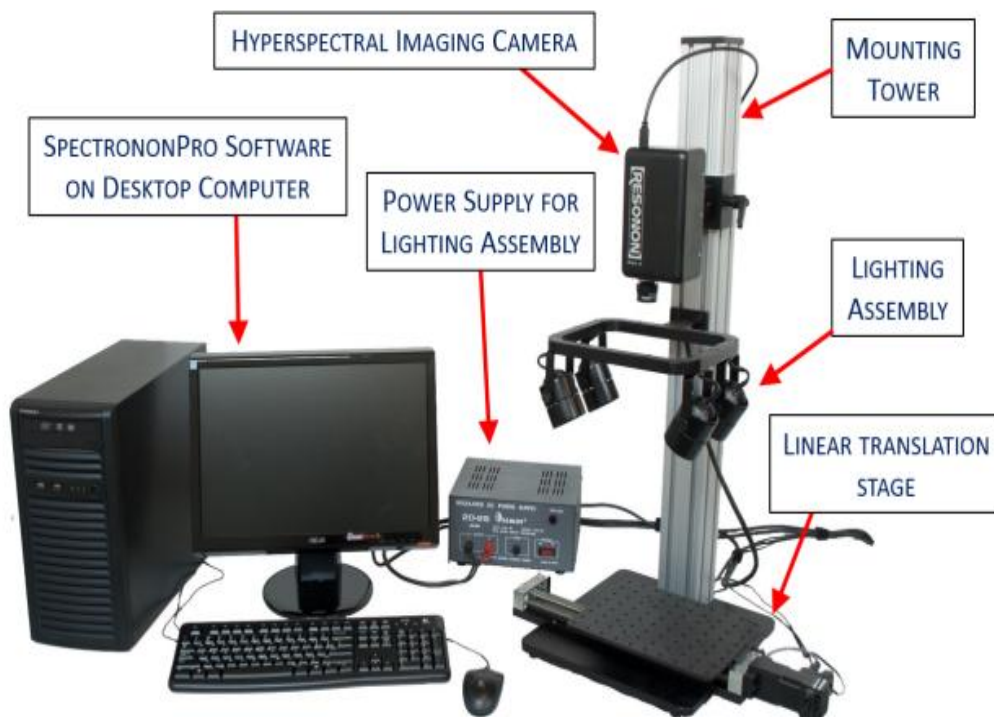 HYPERSPECTRAL IMAGING CAMERA
MOUNTING
TOWER
SPECTRONONPRO SOFTWARE
ON DESKTOP COMPUTER
POWER SUPPLY FOR
LIGHTING ASSEMBLY
LIGHTING
ASSEMBLY
LINEAR TRANSLATION
STAGE
[RESONON]
ASUS